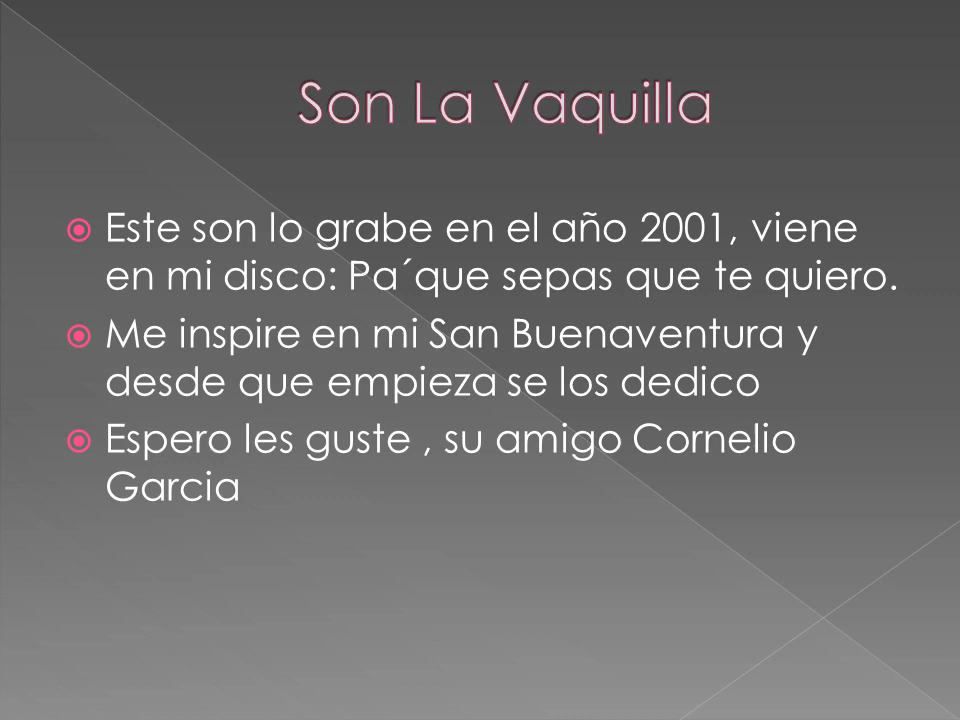 Son La Vaquilla
Este son lo grabe en el año 2001, viene
en mi disco: Pa´que sepas que te quiero.
Me inspire en mi San Buenaventura y
desde que empieza se los dedico
Espero les guste , su amigo Cornelio
Garcia